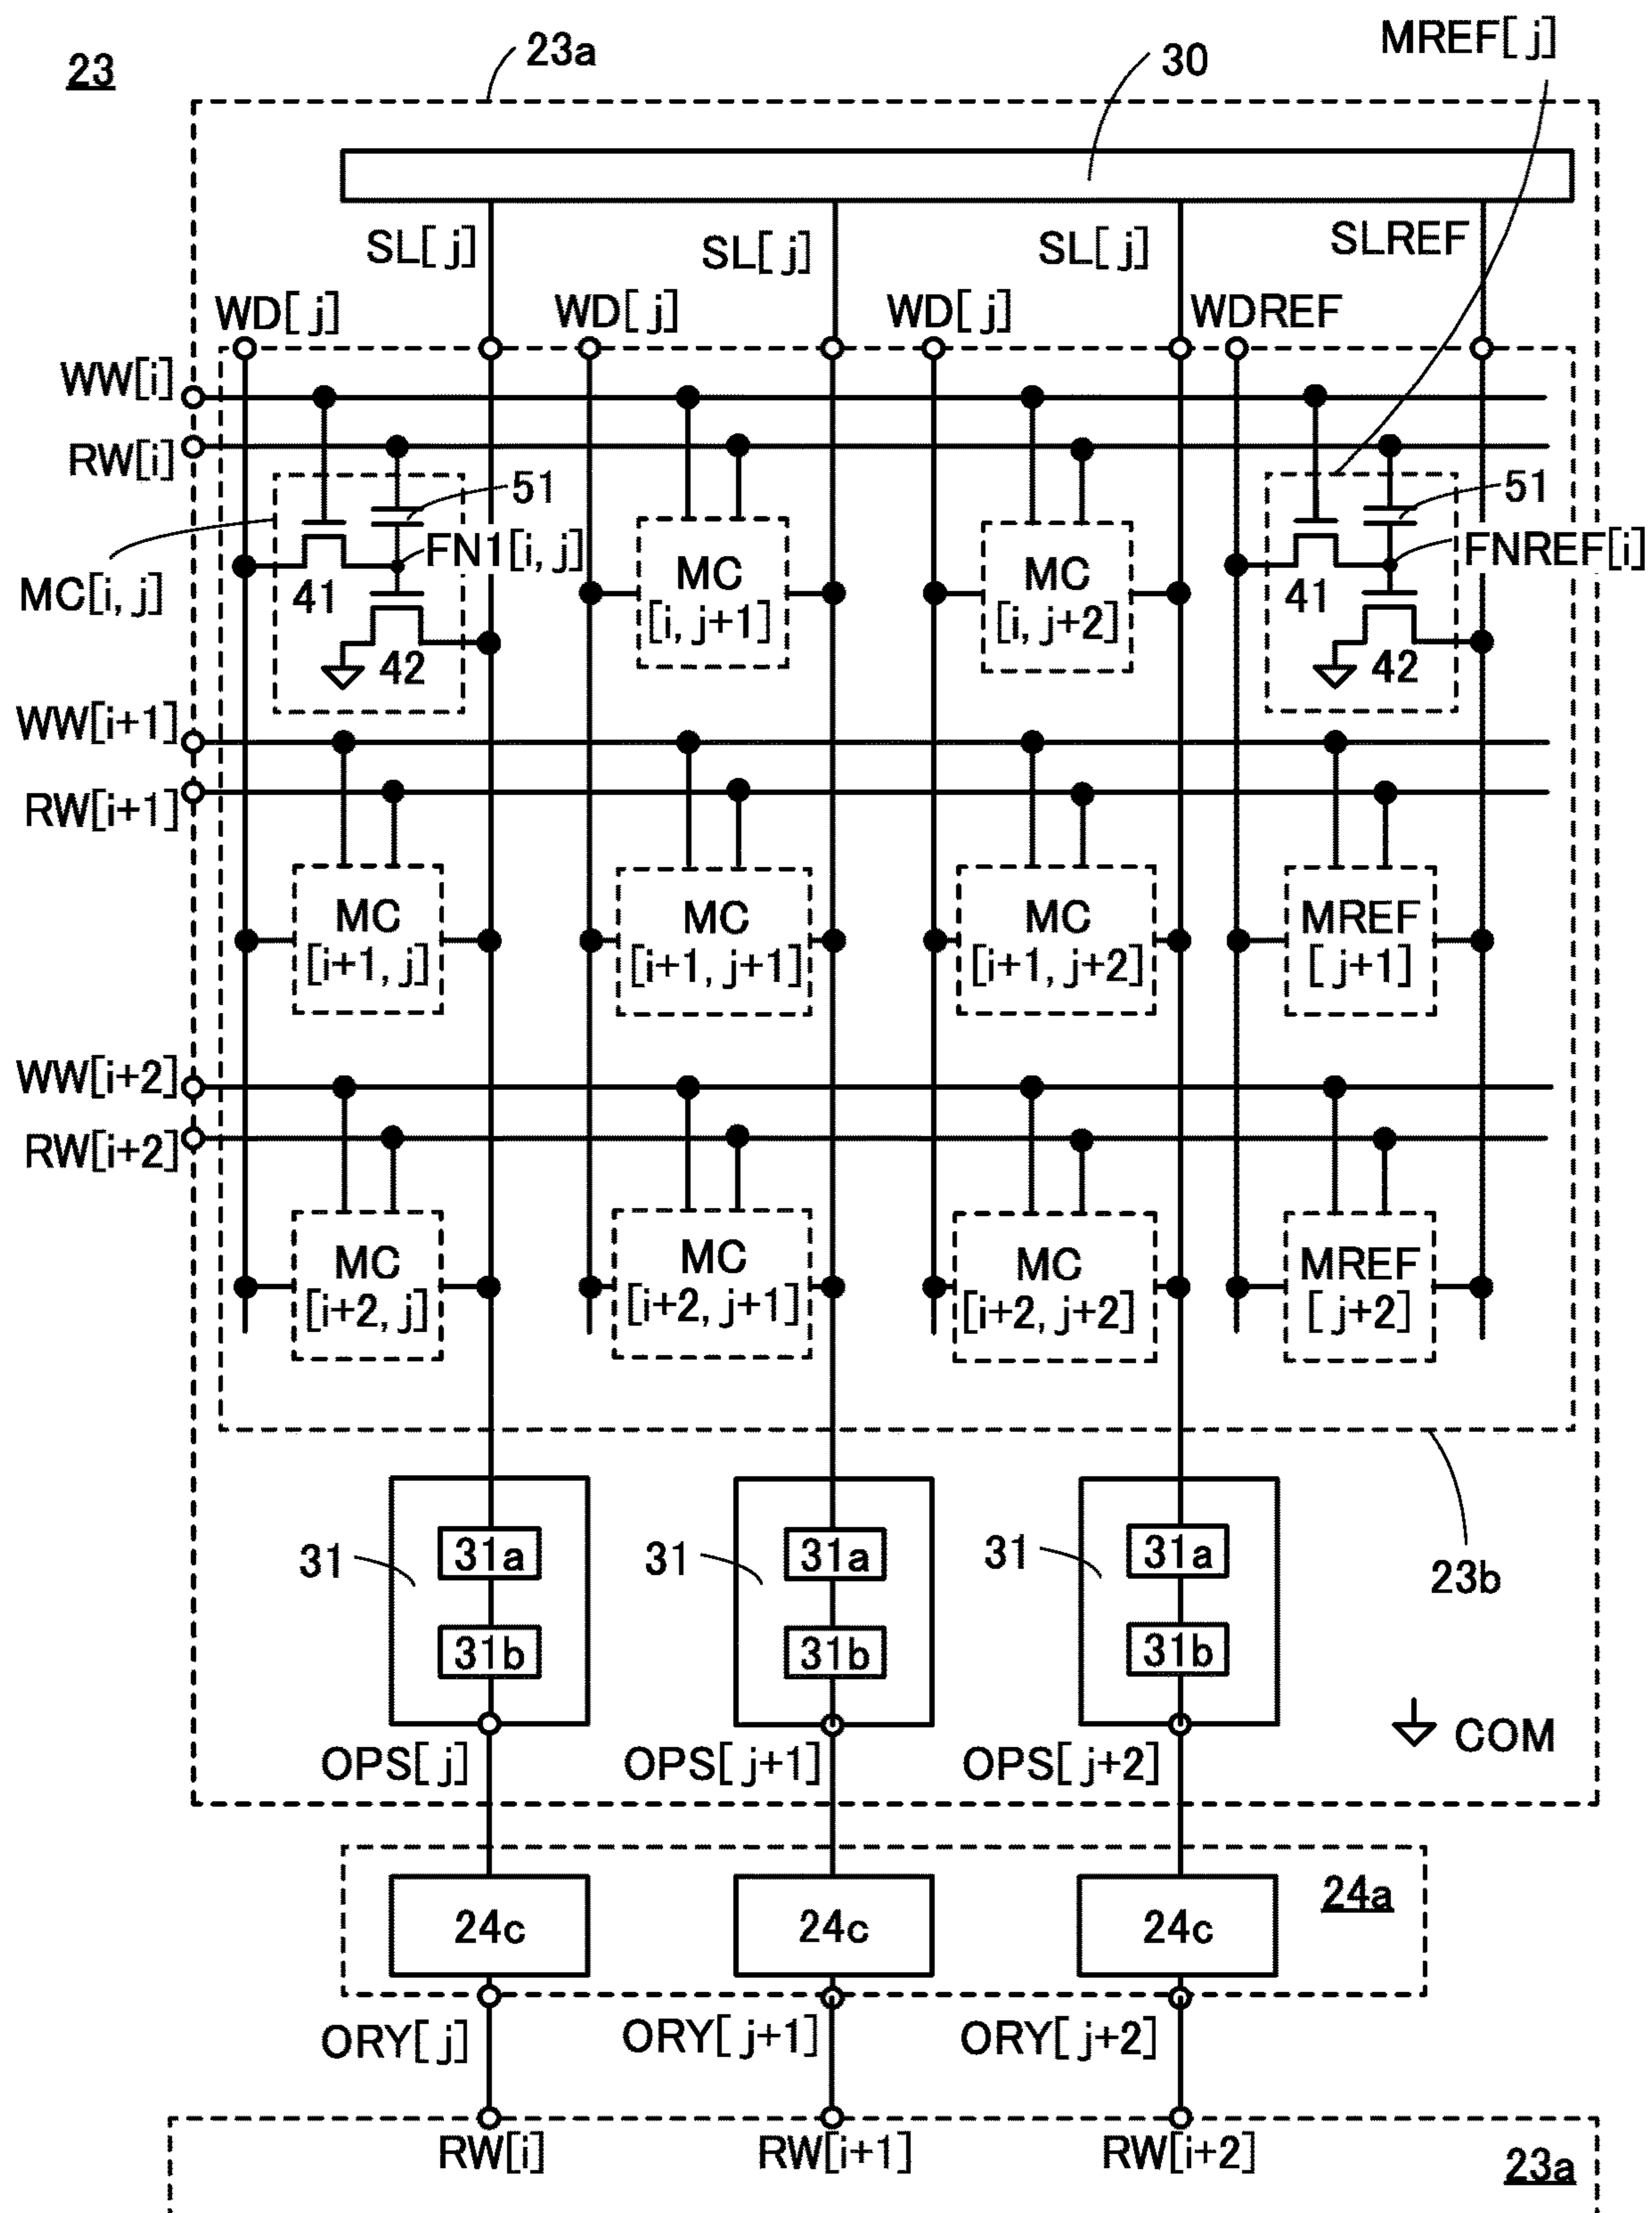 MREF[j]
23
23a
30
SL[j]
SL[j]
SL[j]
SLREF
WD[j]
WD[j]
WD[j]
WDREF
WW[i]
RW[i]
51
51
FN1[i, j]
FNREF[i]
MC
[i, j+1]
MC
[i, j+2]
MC[i, j]
41
41
42
42
WW[i+1]
RW[i+1]
MC
[i+1, j]
MC
[i+1, j+1]
MC
[i+1, j+2]
MREF
[j+1]
WW[i+2]
RW[i+2]
MC
[i+2, j]
MC
[i+2, j+1]
MC
[i+2, j+2]
MREF
[j+2]
31
31a
31b
31
31a
31b
31
31a
31b
23b
OPS[j]
OPS[j+1]
OPS[j+2]
COM
24c
24c
24c
24a
ORY[j]
ORY[j+1]
ORY[j+2]
RW[i]
RW[i+1]
RW[i+2]
23a